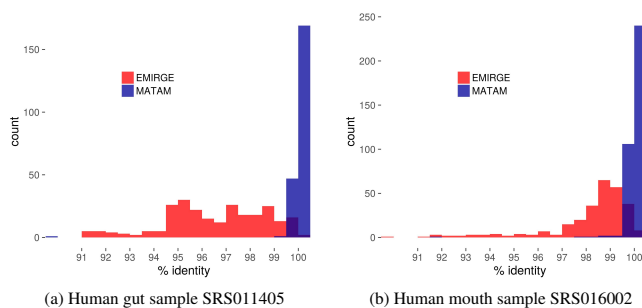 150
100
50
0
count
EMIRGE
MATAM
91 92 93 94 95 96 97 98 99 100
% identity
(a) Human gut sample SRS011405
250
200
150
100
50
0
count
EMIRGE
MATAM
91 92 93 94 95 96 97 98 99 100
% identity
(b) Human mouth sample SRS016002